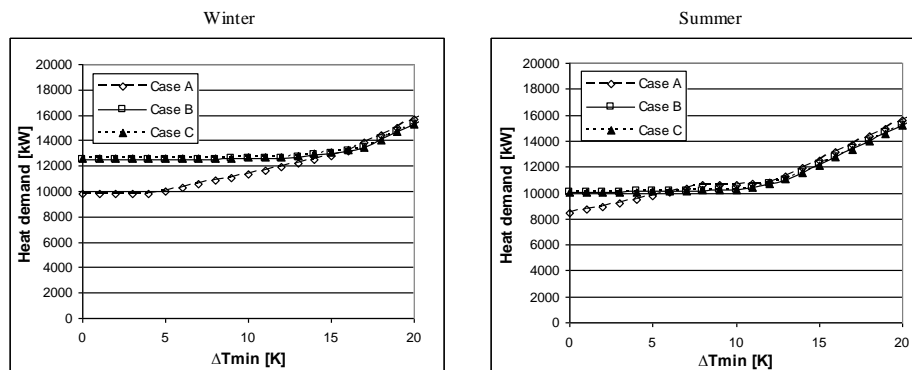 Winter
20000
18000
16000
14000
12000
10000
8000
6000
4000
2000
0
Heat demand [kW]
Case A
Case B
Case C
0 5 10 15 20
ΔTmin [K]
Summer
20000
18000
16000
14000
12000
10000
8000
6000
4000
2000
0
Heat demand [kW]
Case A
Case B
Case C
0 5 10 15 20
ΔTmin [K]